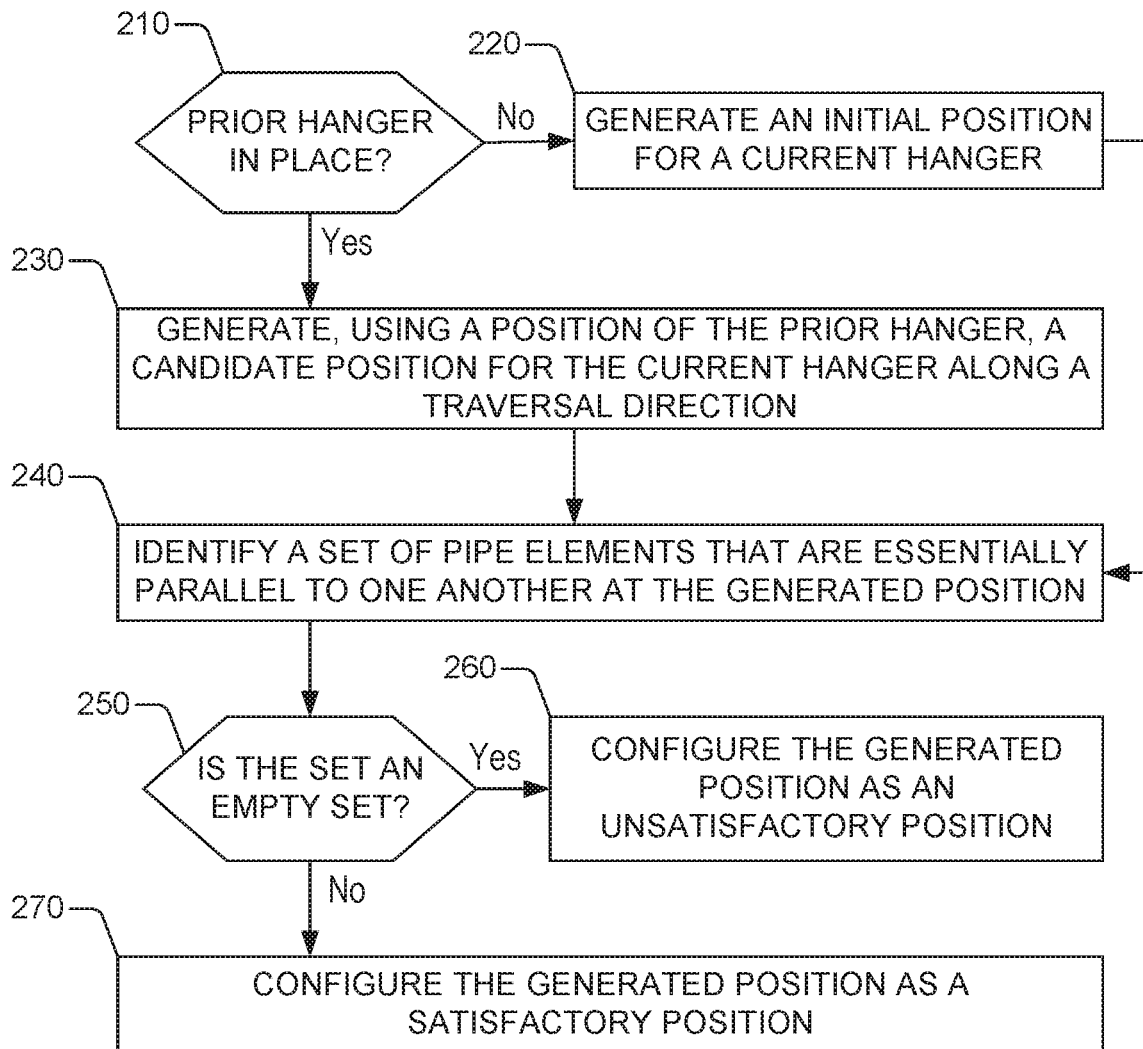 210
PRIOR HANGER
IN PLACE?
No
220
GENERATE AN INITIAL POSITION
FOR A CURRENT HANGER
Yes
230
GENERATE, USING A POSITION OF THE PRIOR HANGER, A
CANDIDATE POSITION FOR THE CURRENT HANGER ALONG A
TRAVERSAL DIRECTION
240
IDENTIFY A SET OF PIPE ELEMENTS THAT ARE ESSENTIALLY
PARALLEL TO ONE ANOTHER AT THE GENERATED POSITION
250
IS THE SET AN
EMPTY SET?
Yes
260
CONFIGURE THE GENERATED
POSITION AS AN
UNSATISFACTORY POSITION
No
270
CONFIGURE THE GENERATED POSITION AS A
SATISFACTORY POSITION